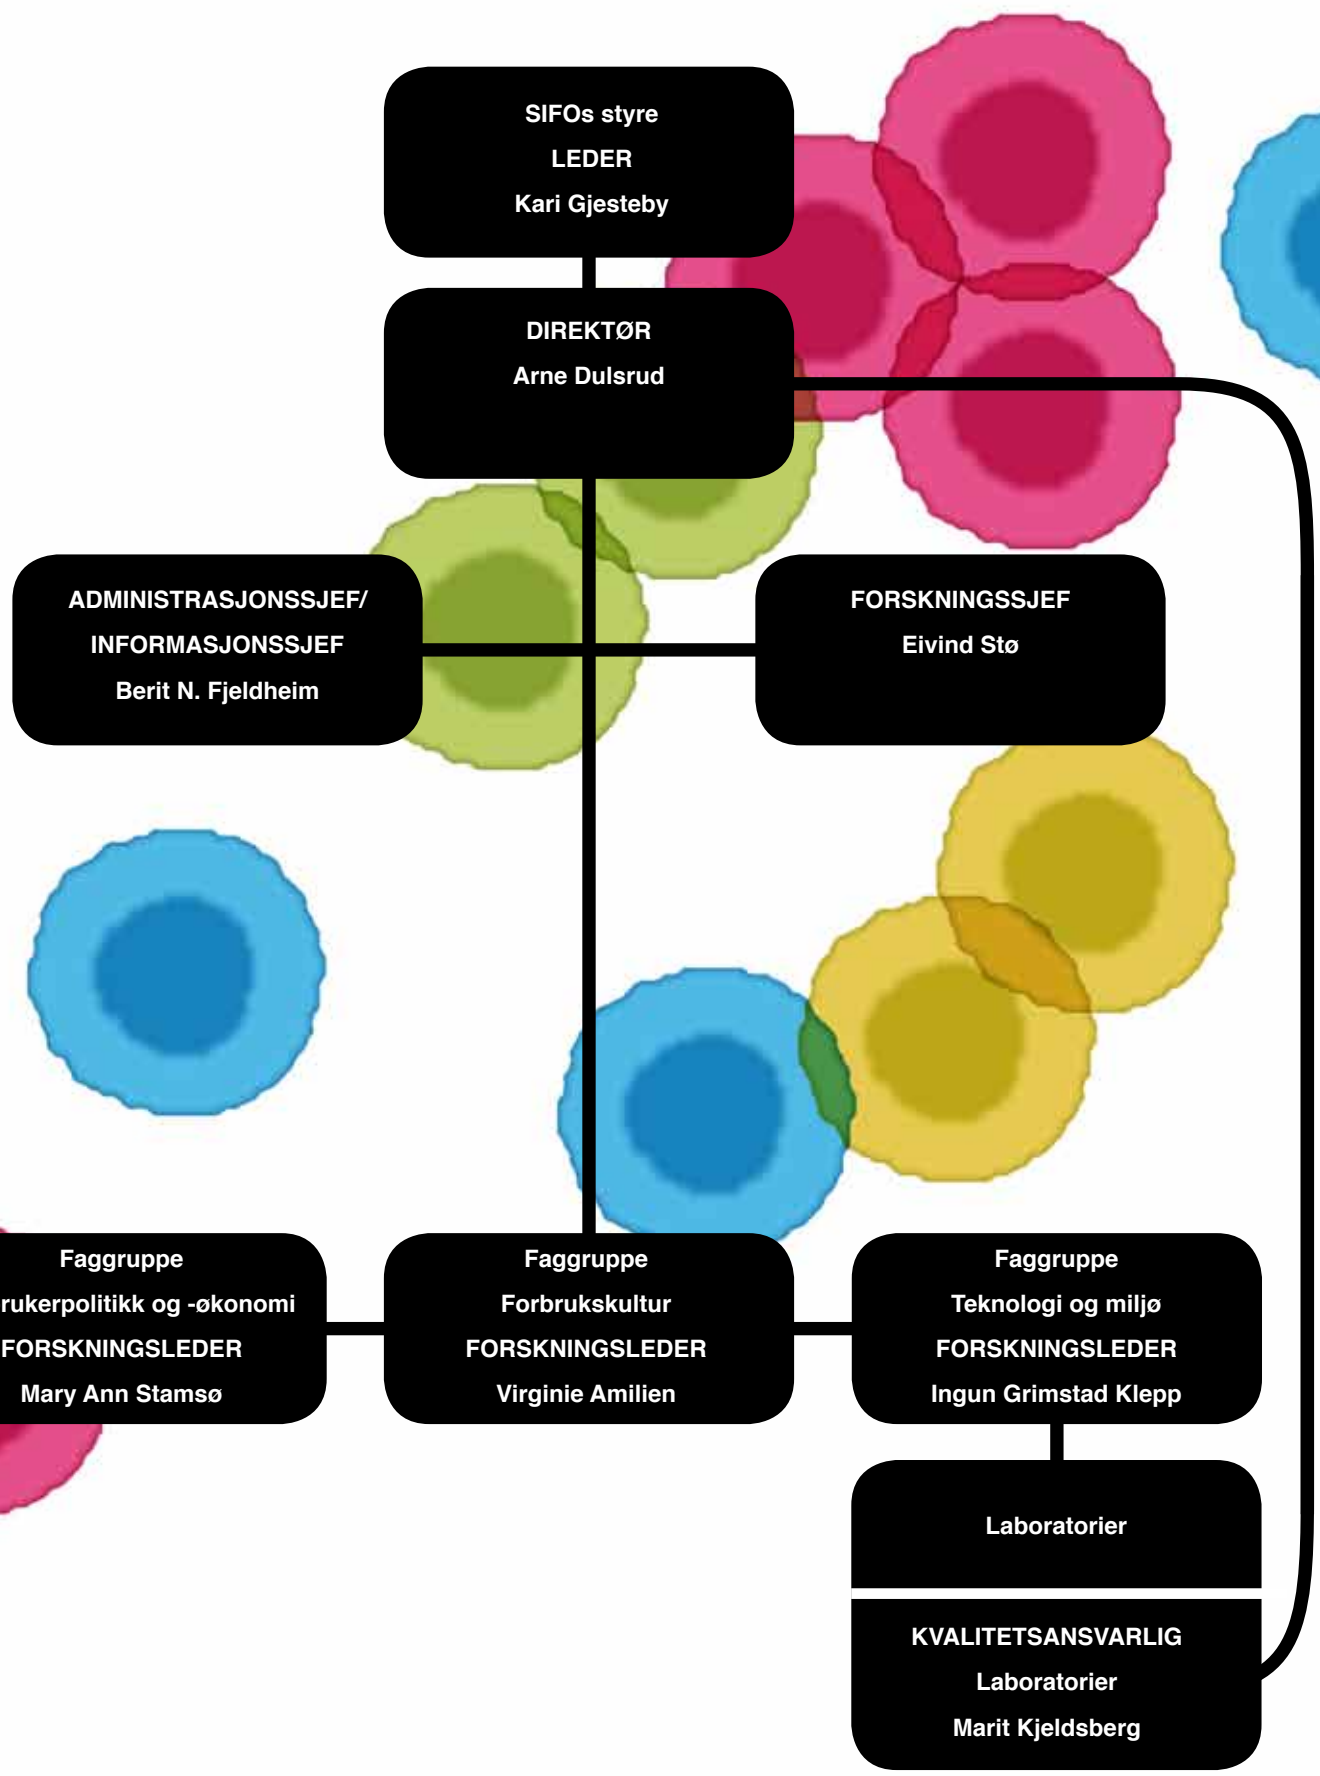 SIFOs styre
LEDER
Kari Gjesteby
DIREKTØR
Arne Dulsrud
ADMINISTRASJONSSJEF/
INFORMASJONSSJEF
Berit N. Fjeldheim
FORSKNINGSSJEF
Eivind Stø
Faggruppe
rukerpolitikk og -økonomi
FORSKNINGSLEDER
Mary Ann Stamsø
Faggruppe
Forbrukskultur
FORSKNINGSLEDER
Virginie Amilien
Faggruppe
Teknologi og miljø
FORSKNINGSLEDER
Ingun Grimstad Klepp
Laboratorier
KVALITETSANSVARLIG
Laboratorier
Marit Kjeldsberg